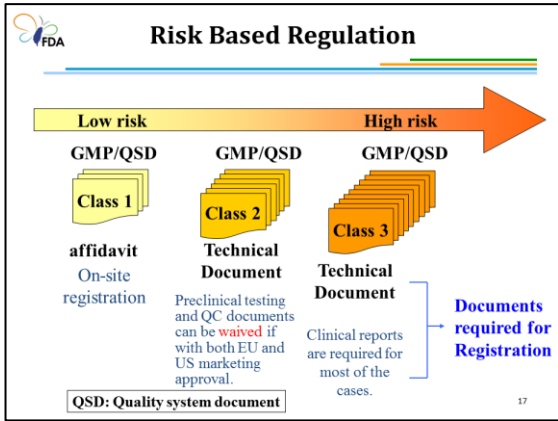 FDA
Risk Based Regulation
Low risk
High risk
GMP/QSD
GMP/QSD
GMP/QSD
Class 1
Class 2
Class 3
affidavit
On-site
registration
Technical
Document
Preclinical testing
and QC documents
can be waived if
with both EU and
US marketing
approval.
Technical
Document
Clinical reports
are required for
most of the
cases.
Documents
required for
Registration
QSD: Quality system document
17